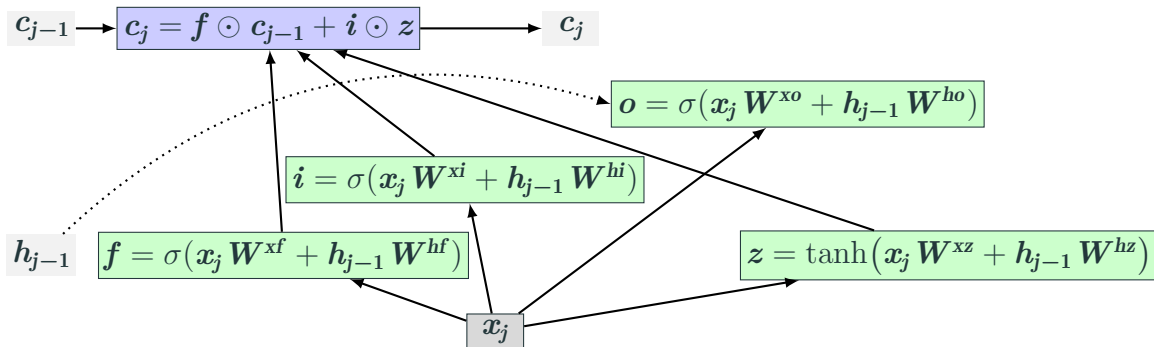 c_{j-1}
c_j = f ⊙ c_{j-1} + i ⊙ z
c_j
o = σ(x_j W^{xo} + h_{j-1} W^{ho})
i = σ(x_j W^{xi} + h_{j-1} W^{hi})
h_{j-1}
f = σ(x_j W^{xf} + h_{j-1} W^{hf})
z = tanh(x_j W^{xz} + h_{j-1} W^{hz})
x_j